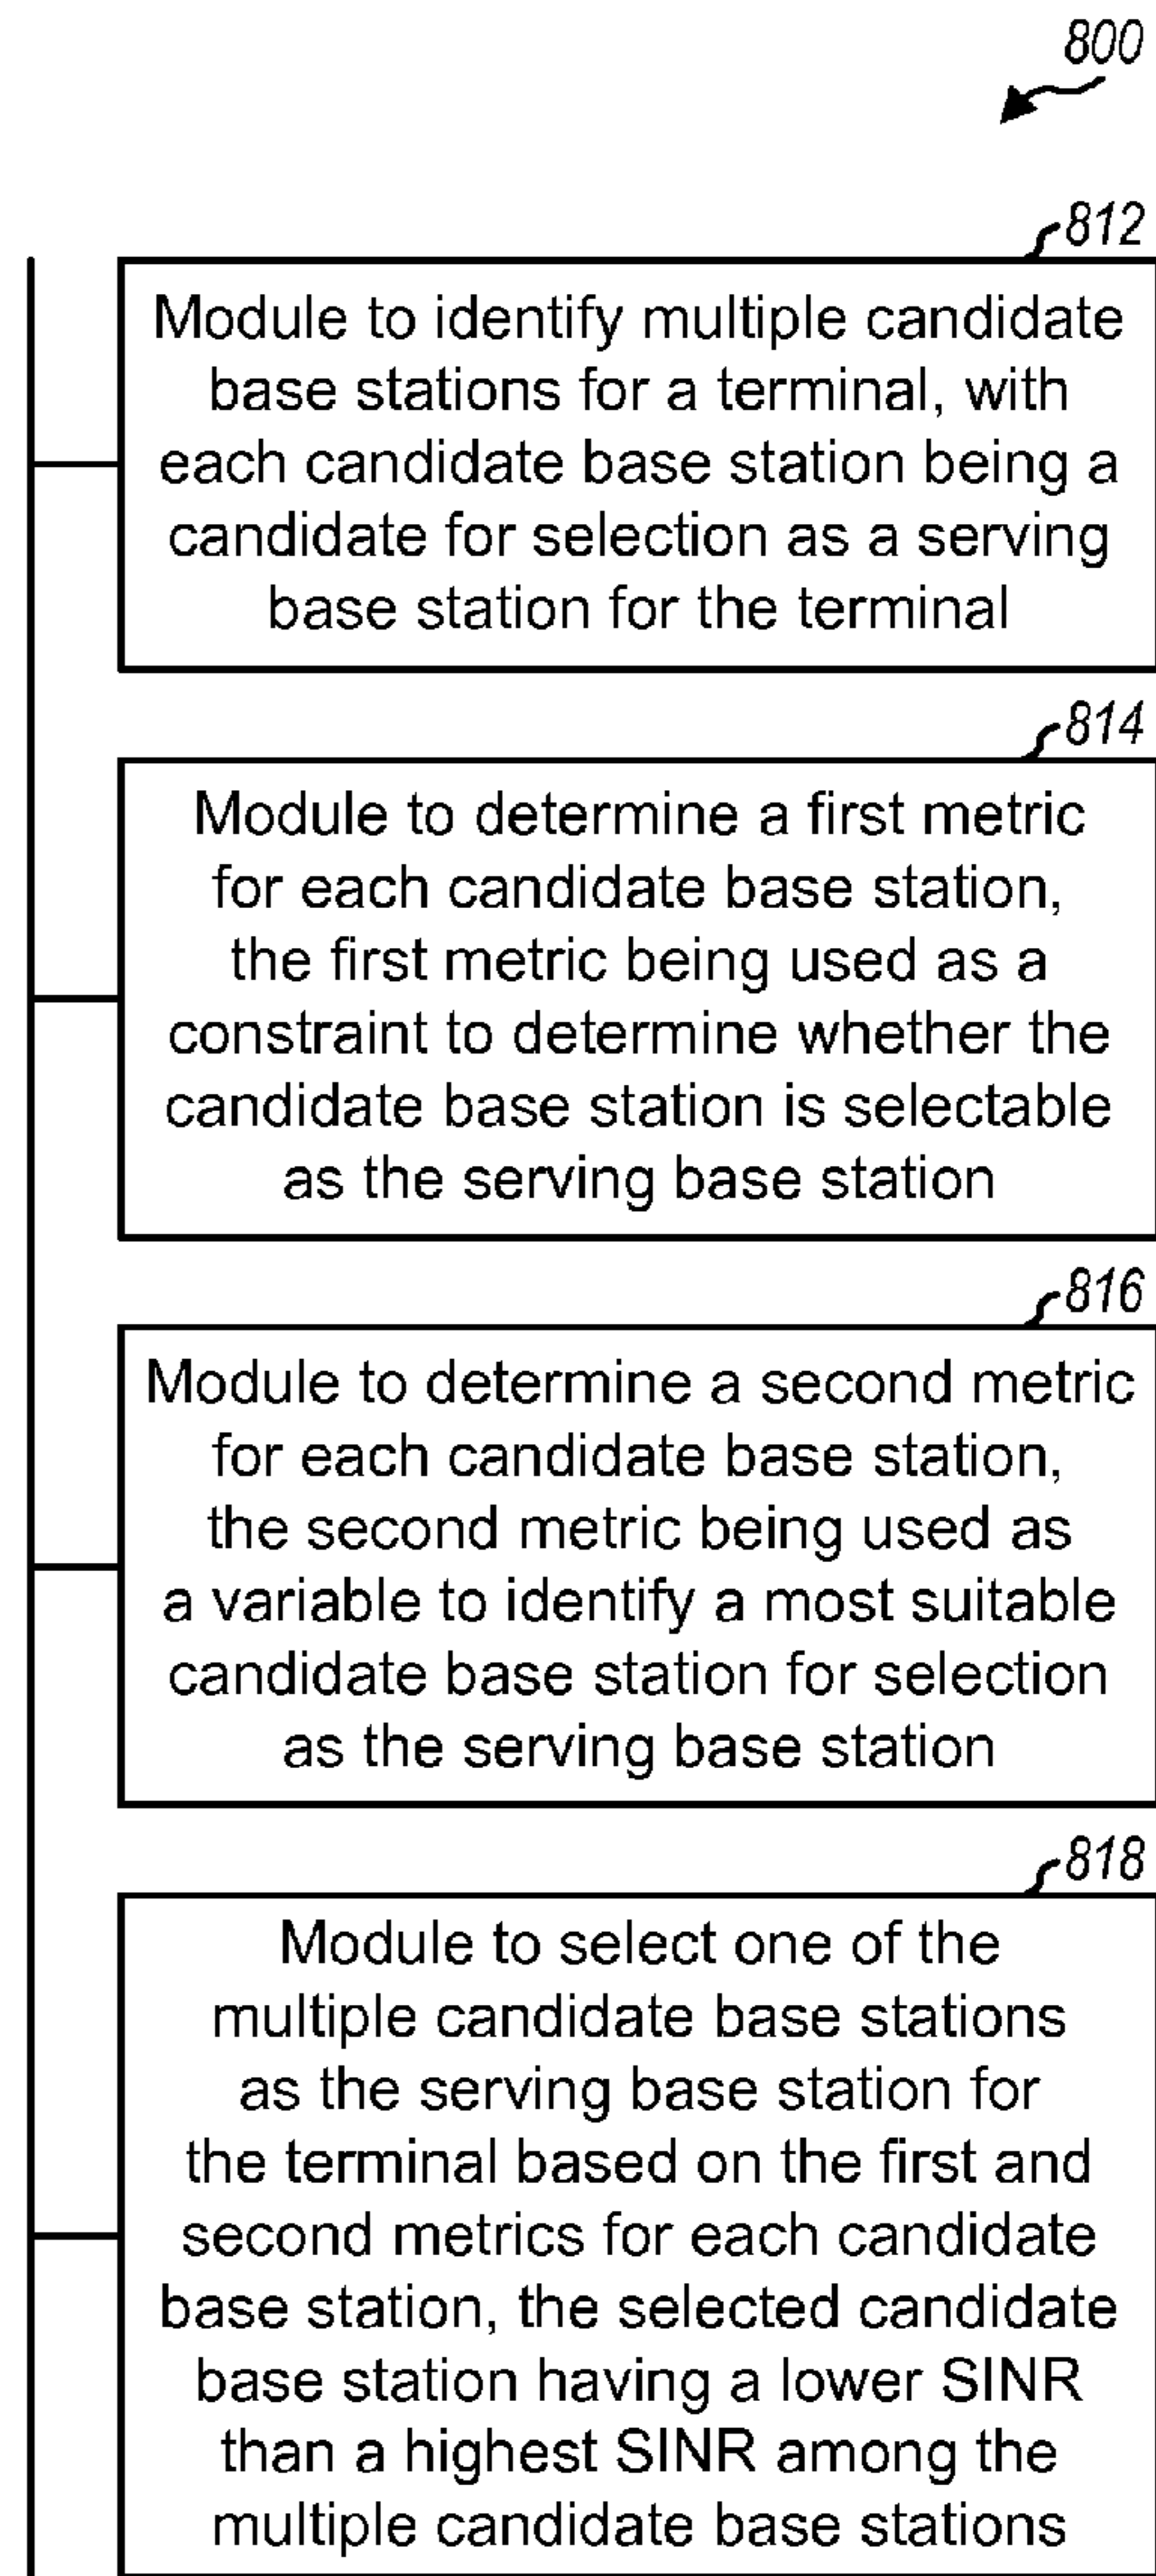 800
812
Module to identify multiple candidate
base stations for a terminal, with
each candidate base station being a
candidate for selection as a serving
base station for the terminal
814
Module to determine a first metric
for each candidate base station,
the first metric being used as a
constraint to determine whether the
candidate base station is selectable
as the serving base station
816
Module to determine a second metric
for each candidate base station,
the second metric being used as
a variable to identify a most suitable
candidate base station for selection
as the serving base station
818
Module to select one of the
multiple candidate base stations
as the serving base station for
the terminal based on the first and
second metrics for each candidate
base station, the selected candidate
base station having a lower SINR
than a highest SINR among the
multiple candidate base stations